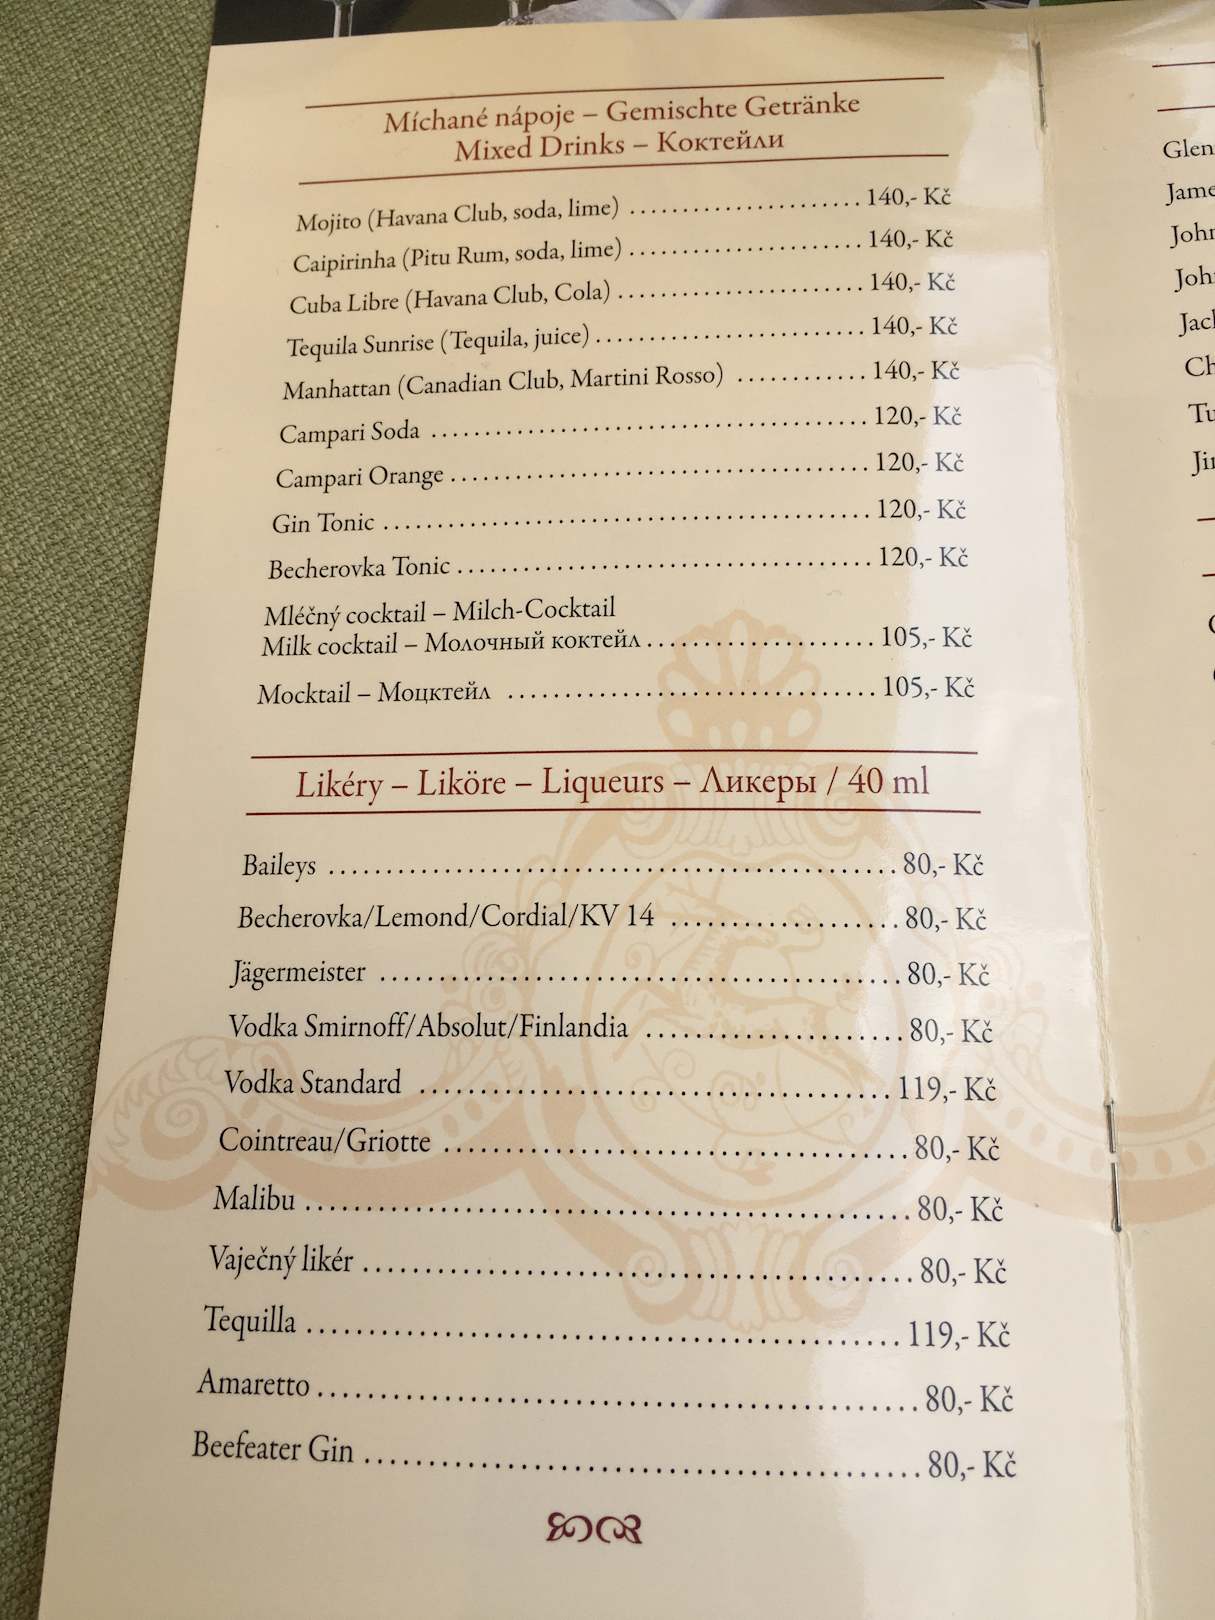 Míchané nápoje – Gemischte Getränke
Mixed Drinks – Коктейли
Mojito (Havana Club, soda, lime) ...................... 140,- Kč
Caipirinha (Pitu Rum, soda, lime) ...................... 140,- Kč
Cuba Libre (Havana Club, Cola) ....................... 140,- Kč
Tequila Sunrise (Tequila, juice) ......................... 140,- Kč
Manhattan (Canadian Club, Martini Rosso) ............ 140,- Kč
Campari Soda ......................................... 120,- Kč
Campari Orange ....................................... 120,- Kč
Gin Tonic .............................................. 120,- Kč
Becherovka Tonic ....................................... 120,- Kč
Mléčný cocktail – Milch-Cocktail
Milk cocktail – Молочный коктейл ...................... 105,- Kč
Mocktail – Моцктейл ................................. 105,- Kč
Likéry – Liköre – Liqueurs – Ликеры / 40 ml
Baileys .................................................. 80,- Kč
Becherovka/Lemond/Cordial/KV 14 ..................... 80,- Kč
Jägermeister .............................................. 80,- Kč
Vodka Smirnoff/Absolut/Finlandia ...................... 80,- Kč
Vodka Standard ........................................ 119,- Kč
Cointreau/Griotte ........................................ 80,- Kč
Malibu ................................................... 80,- Kč
Vaječný likér .............................................. 80,- Kč
Tequilla ................................................. 119,- Kč
Amaretto ................................................. 80,- Kč
Beefeater Gin ............................................. 80,- Kč
Glen
Jame
John
John
Jack
Ch
Tu
Jim